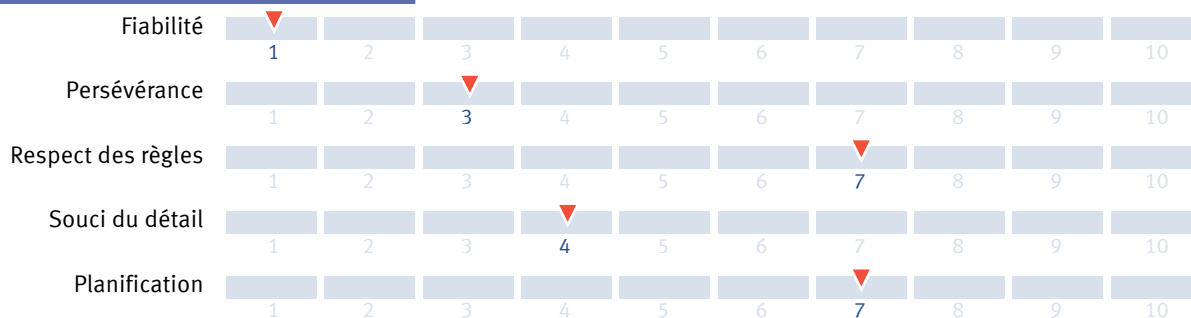 Fiabilité
1 2 3 4 5 6 7 8 9 10
Persévérance
1 2 3 4 5 6 7 8 9 10
Respect des règles
1 2 3 4 5 6 7 8 9 10
Souci du détail
1 2 3 4 5 6 7 8 9 10
Planification
1 2 3 4 5 6 7 8 9 10